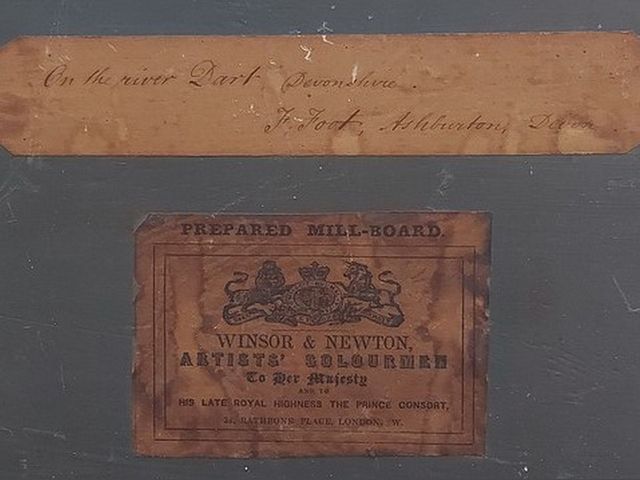 On the river Dart, Devonshire.
F. Foot, Ashburton, Devon
PREPARED MILL-BOARD.
WINSOR & NEWTON,
ARTISTS' COLOURMEN
To Her Majesty
AND TO
HIS LATE ROYAL HIGHNESS THE PRINCE CONSORT,
38, RATHBONE PLACE, LONDON, W.